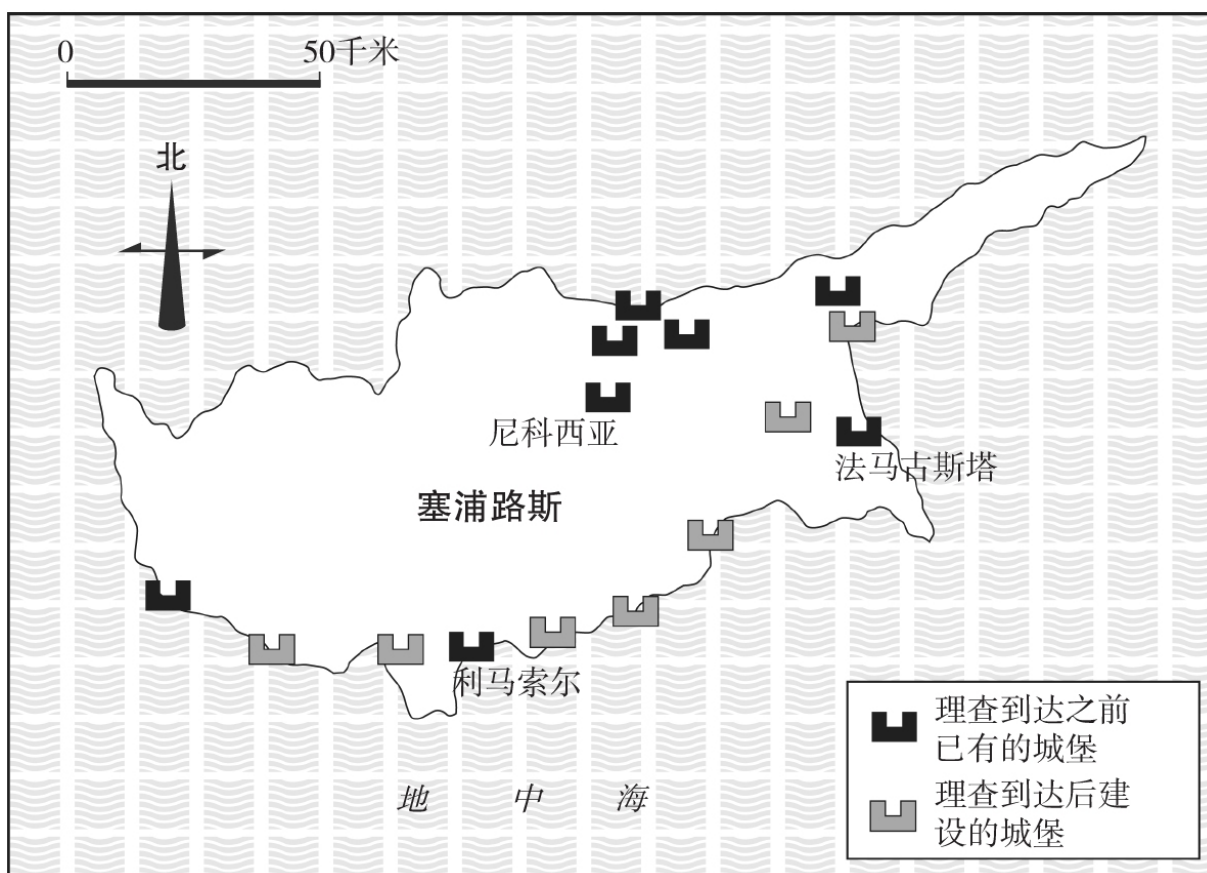 0 50千米
北
尼科西亚
法马古斯塔
塞浦路斯
利马索尔
地中海
理查到达之前
已有的城堡
理查到达后建
设的城堡